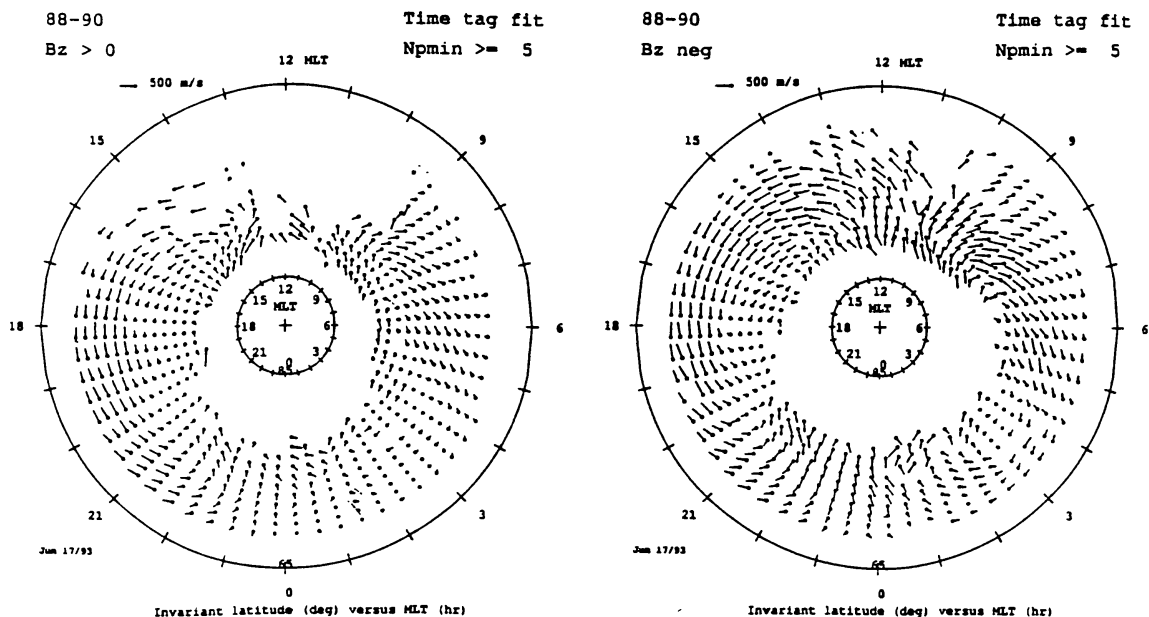 88-90
Time tag fit
Bz > 0
Npmin >= 5
12 MLT
500 m/s
15
9
12
15
9
MLT
18
18
6
6
21
3
0
85
21
3
Jun 17/93
65
0
Invariant latitude (deg) versus MLT (hr)
88-90
Time tag fit
Bz neg
Npmin >= 5
12 MLT
500 m/s
15
9
12
15
9
MLT
18
18
6
6
21
3
0
85
21
3
Jun 17/93
65
0
Invariant latitude (deg) versus MLT (hr)